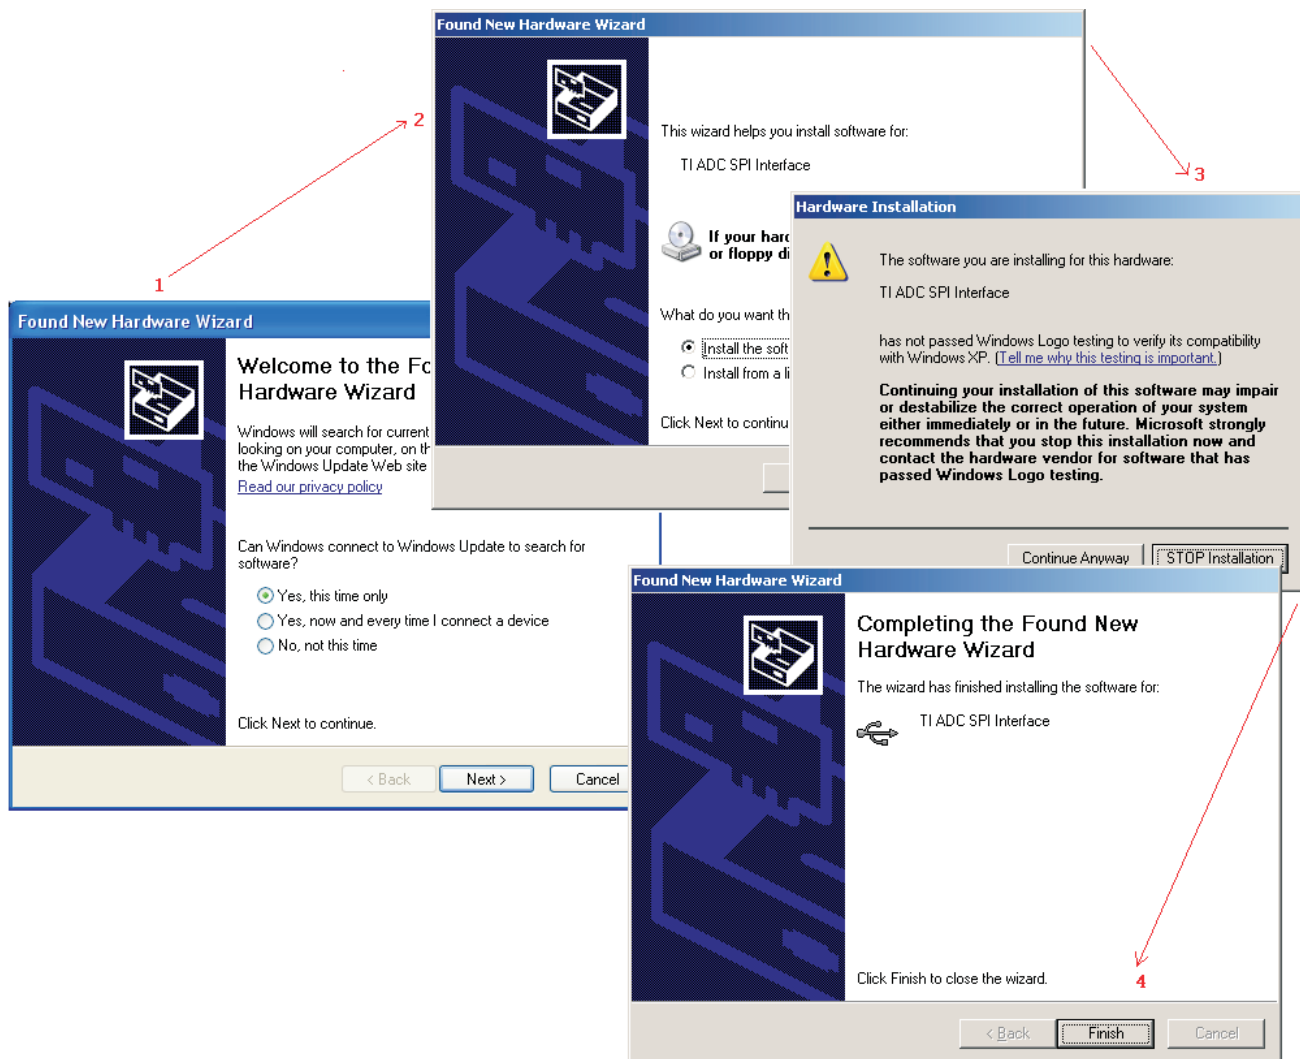 1
Found New Hardware Wizard
Welcome to the Fo
Hardware Wizard
Windows will search for current
looking on your computer, on th
the Windows Update Web site
Read our privacy policy
Can Windows connect to Windows Update to search for
software?
Yes, this time only
Yes, now and every time I connect a device
No, not this time
Click Next to continue.
< Back
Next >
Cancel
2
Found New Hardware Wizard
This wizard helps you install software for:
TI ADC SPI Interface
If your hard
or floppy di
What do you want th
Install the soft
Install from a li
Click Next to continu
3
Hardware Installation
The software you are installing for this hardware:
TI ADC SPI Interface
has not passed Windows Logo testing to verify its compatibility
with Windows XP. (Tell me why this testing is important.)
Continuing your installation of this software may impair
or destabilize the correct operation of your system
either immediately or in the future. Microsoft strongly
recommends that you stop this installation now and
contact the hardware vendor for software that has
passed Windows Logo testing.
Continue Anyway
STOP Installation
Found New Hardware Wizard
Completing the Found New
Hardware Wizard
The wizard has finished installing the software for:
TI ADC SPI Interface
Click Finish to close the wizard.
4
< Back
Finish
Cancel